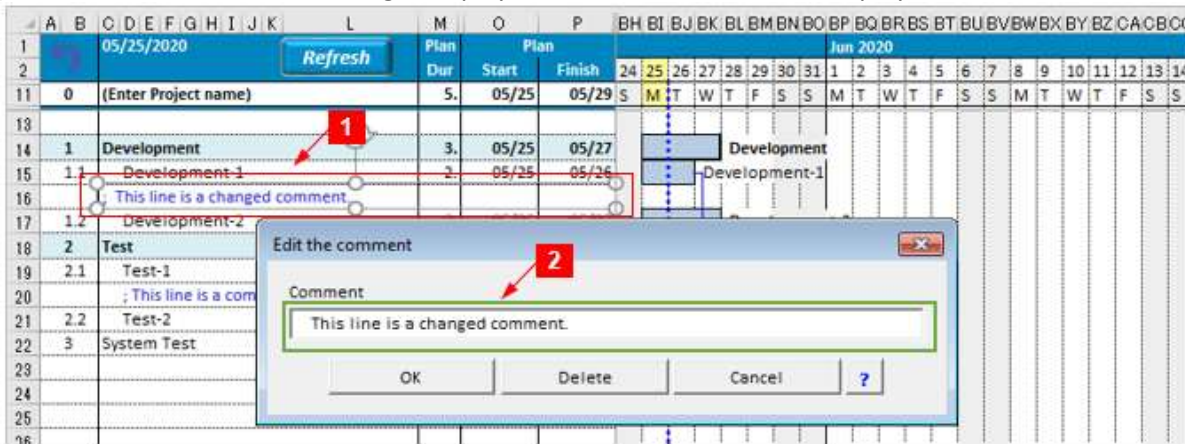 A B C D E F G H I J K L M O P BH BI BJ BK BL BM BN BO BP BQ BR BS BT BU BV BW BX BY BZ CA CB CC
1 05/25/2020 Refresh Plan Plan Jun 2020
2 Dur Start Finish 24 25 26 27 28 29 30 31 1 2 3 4 5 6 7 8 9 10 11 12 13 14
11 0 (Enter Project name) 5. 05/25 05/29 S M T W T F S S M T W T F S S M T W T F S S
13
1
14 1 Development 3. 05/25 05/27 Development
15 1.1 Development-1 2. 05/25 05/26 Development-1
16 ; This line is a changed comment
17 1.2 Development-2
18 2 Test
Edit the comment
2
19 2.1 Test-1
20 ; This line is a com
Comment
21 2.2 Test-2
This line is a changed comment.
22 3 System Test
23
OK Delete Cancel ?
24
25
26